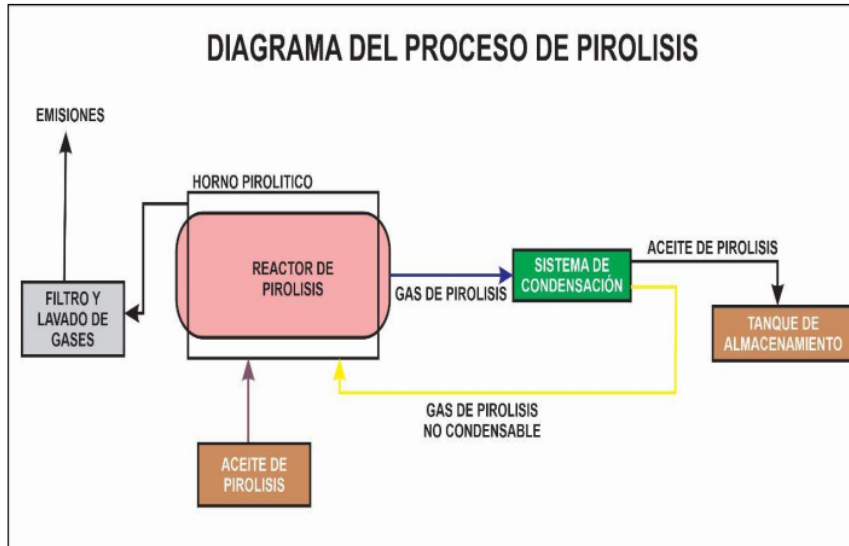 DIAGRAMA DEL PROCESO DE PIROLISIS
EMISIONES
HORNO PIROLITICO
REACTOR DE
PIROLISIS
FILTRO Y
LAVADO DE
GASES
GAS DE PIROLISIS
SISTEMA DE
CONDENSACIÓN
ACEITE DE PIROLISIS
TANQUE DE
ALMACENAMIENTO
GAS DE PIROLISIS
NO CONDENSABLE
ACEITE DE
PIROLISIS